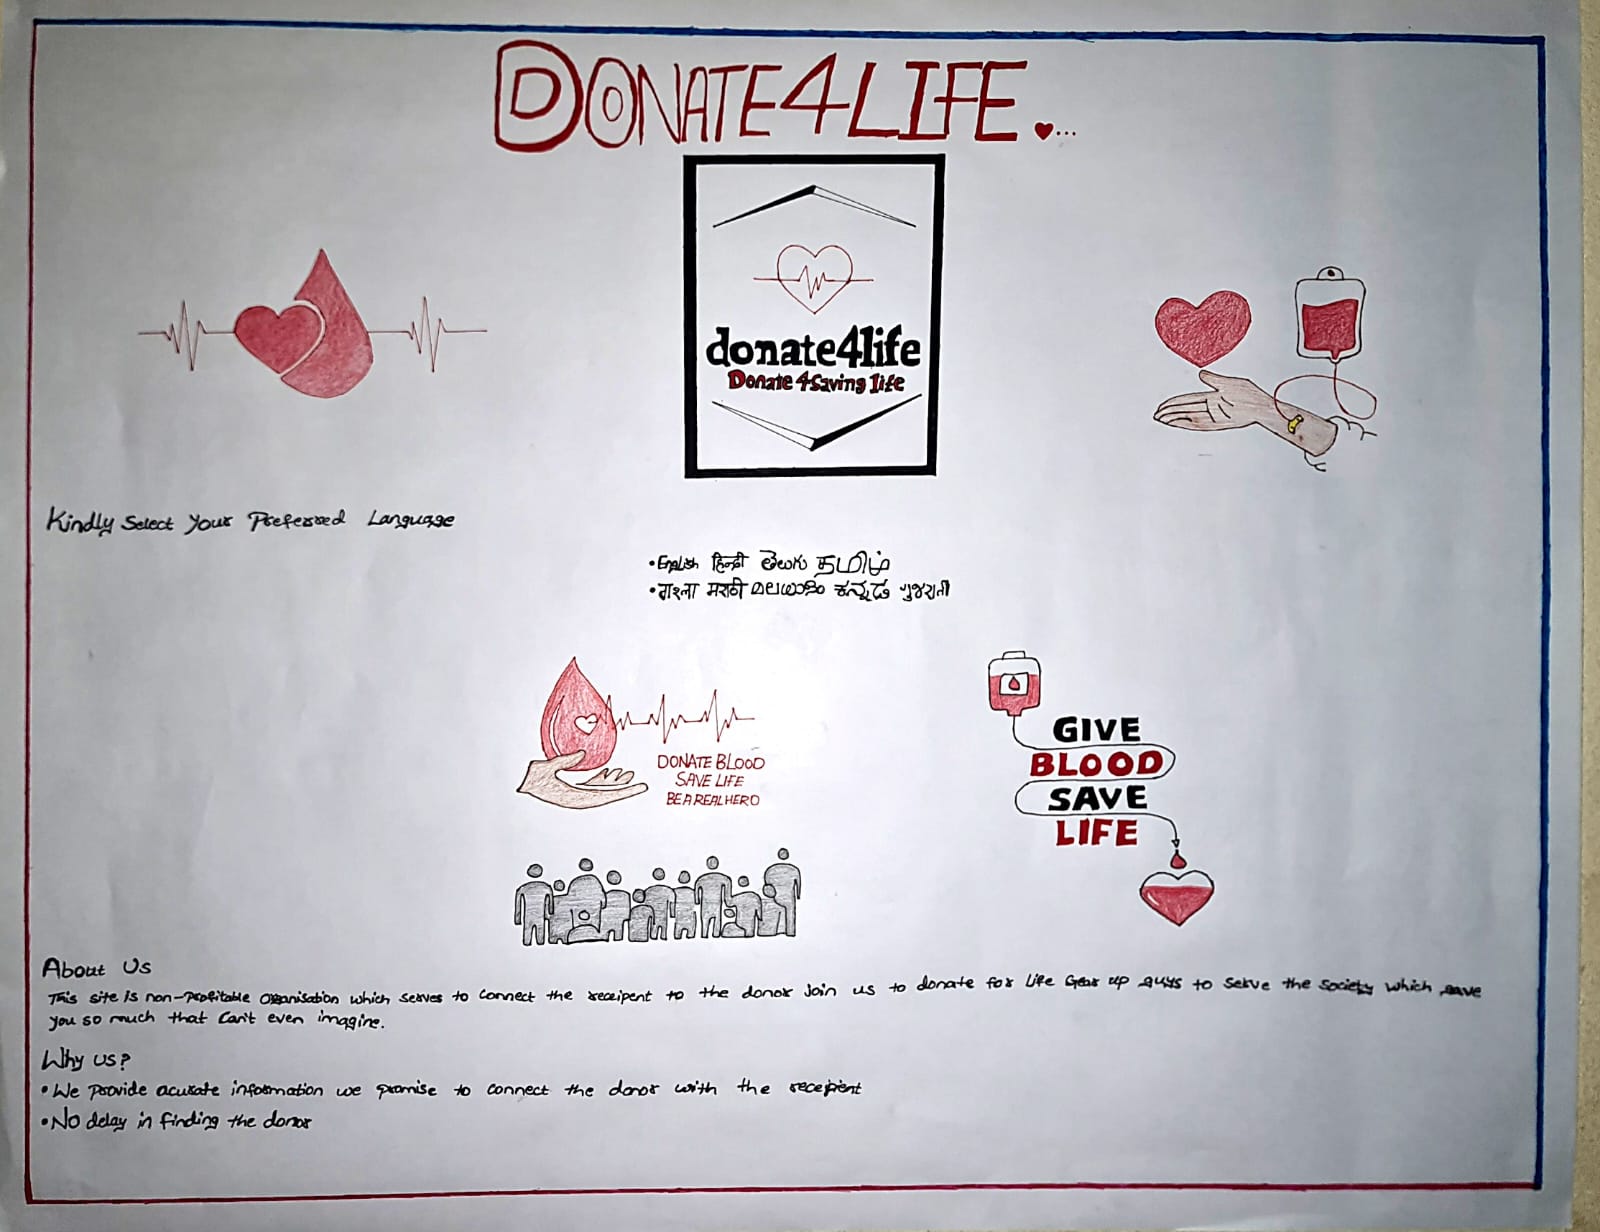 DONATE4LIFE....
donate4life
Donate 4Saving life
Kindly Select Your Preferred Language
•English हिन्दी తెలుగు தமிழ்
•বাংলা मराठी മലയാളം ಕನ್ನಡ ગુજરાતી
DONATE BLOOD
SAVE LIFE
BE A REAL HERO
GIVE
BLOOD
SAVE
LIFE
About Us
This site is non-Profitable Organisation which serves to connect the receipent to the donor Join us to donate for Life Gear up guys to serve the society which gave
you so much that Can't even imagine.
Why us?
•We Provide acurate information we promise to connect the donor with the recepient
•No delay in finding the donor